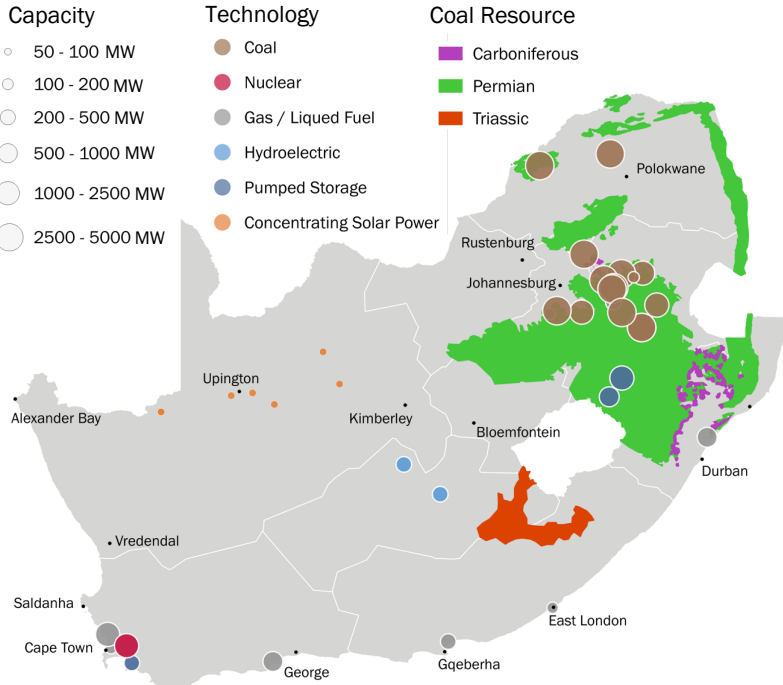 Capacity
50 - 100 MW
100 - 200 MW
200 - 500 MW
500 - 1000 MW
1000 - 2500 MW
2500 - 5000 MW
Technology
Coal
Nuclear
Gas / Liqued Fuel
Hydroelectric
Pumped Storage
Concentrating Solar Power
Coal Resource
Carboniferous
Permian
Triassic
Polokwane
Rustenburg
Johannesburg
Upington
Alexander Bay
Kimberley
Bloemfontein
Durban
Vredendal
Saldanha
East London
Cape Town
Gqeberha
George